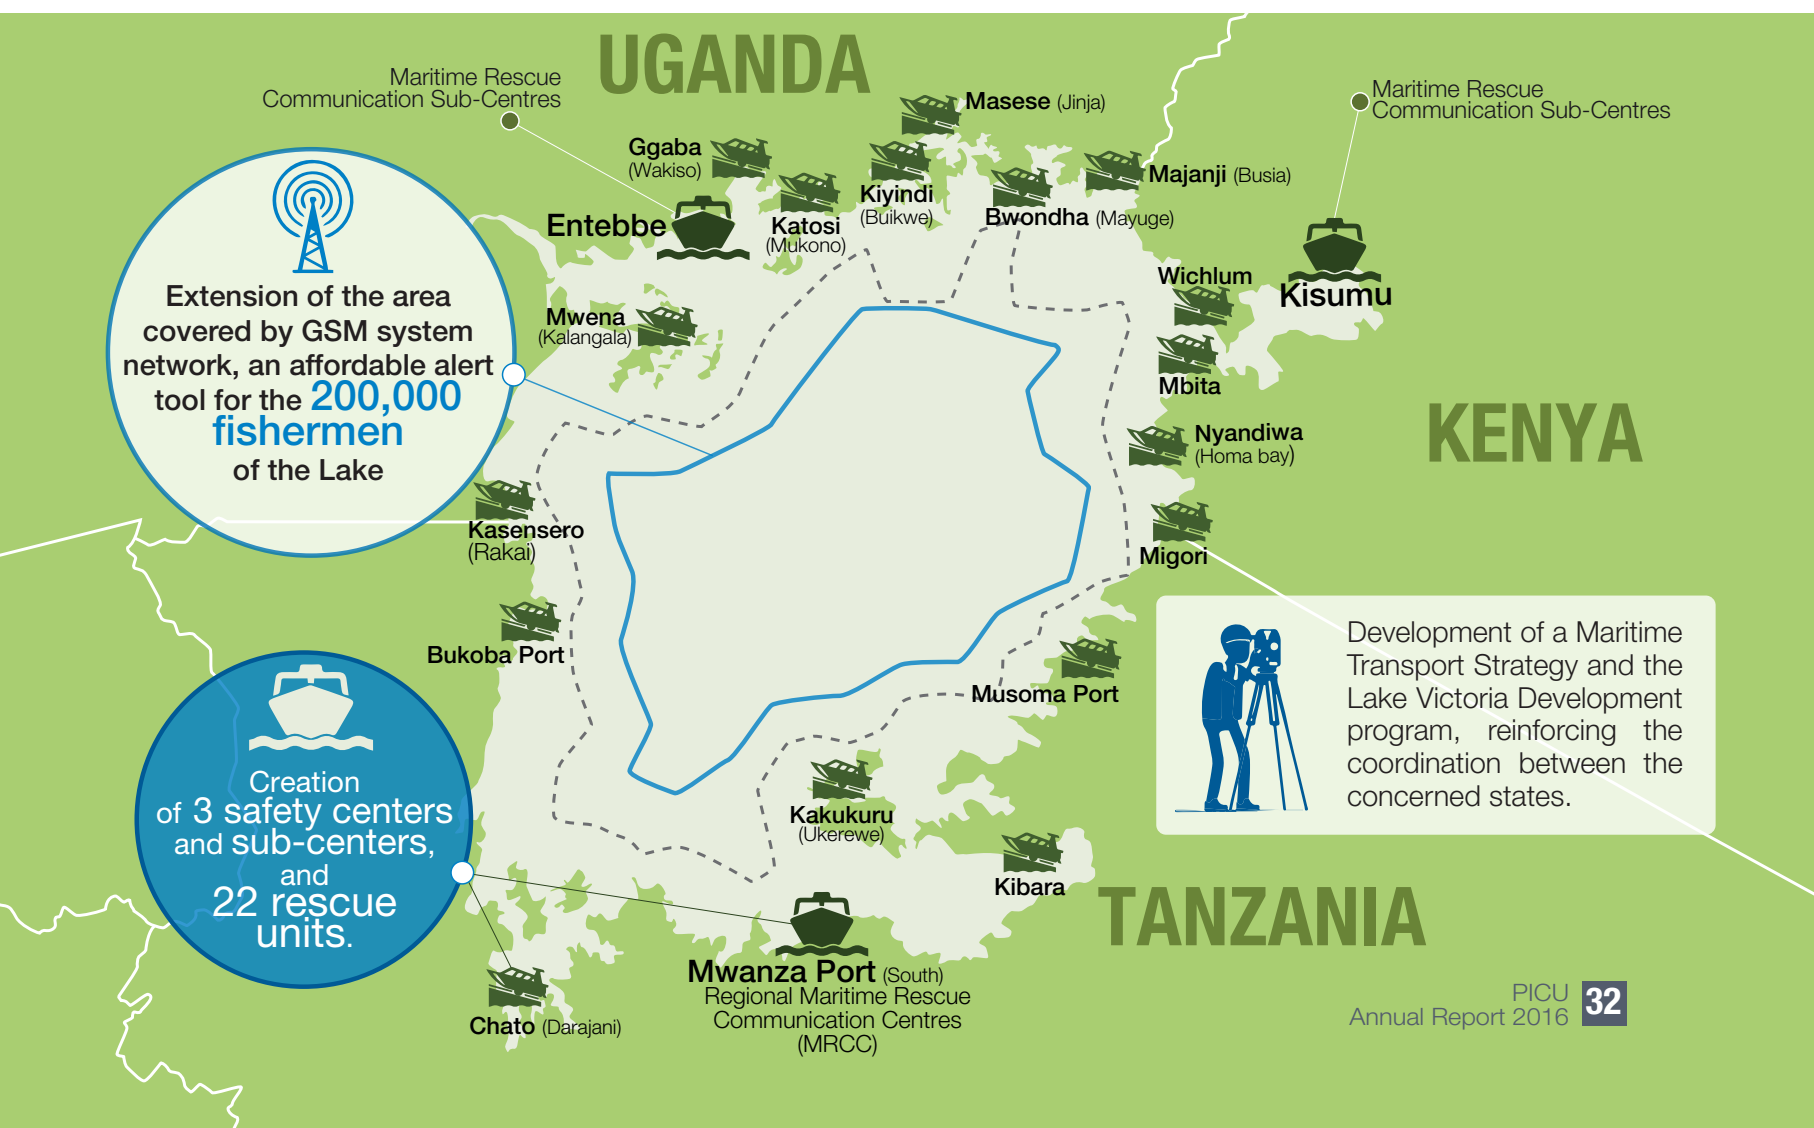 UGANDA
Maritime Rescue
Communication Sub-Centres
Maritime Rescue
Communication Sub-Centres
Masese (Jinja)
Ggaba
(Wakiso)
Majanji (Busia)
Kiyindi
(Buikwe)
Bwondha (Mayuge)
Entebbe
Katosi
(Mukono)
Wichlum
Kisumu
Extension of the area
covered by GSM system
network, an affordable alert
tool for the 200,000
fishermen
of the Lake
Mwena
(Kalangala)
Mbita
KENYA
Nyandiwa
(Homa bay)
Kasensero
(Rakai)
Migori
Bukoba Port
Development of a Maritime
Transport Strategy and the
Lake Victoria Development
program, reinforcing the
coordination between the
concerned states.
Musoma Port
Creation
of 3 safety centers
and sub-centers,
and
22 rescue
units.
Kakukuru
(Ukerewe)
Kibara
TANZANIA
Mwanza Port (South)
Regional Maritime Rescue
Communication Centres
(MRCC)
Chato (Darajani)
PICU
Annual Report 2016
32